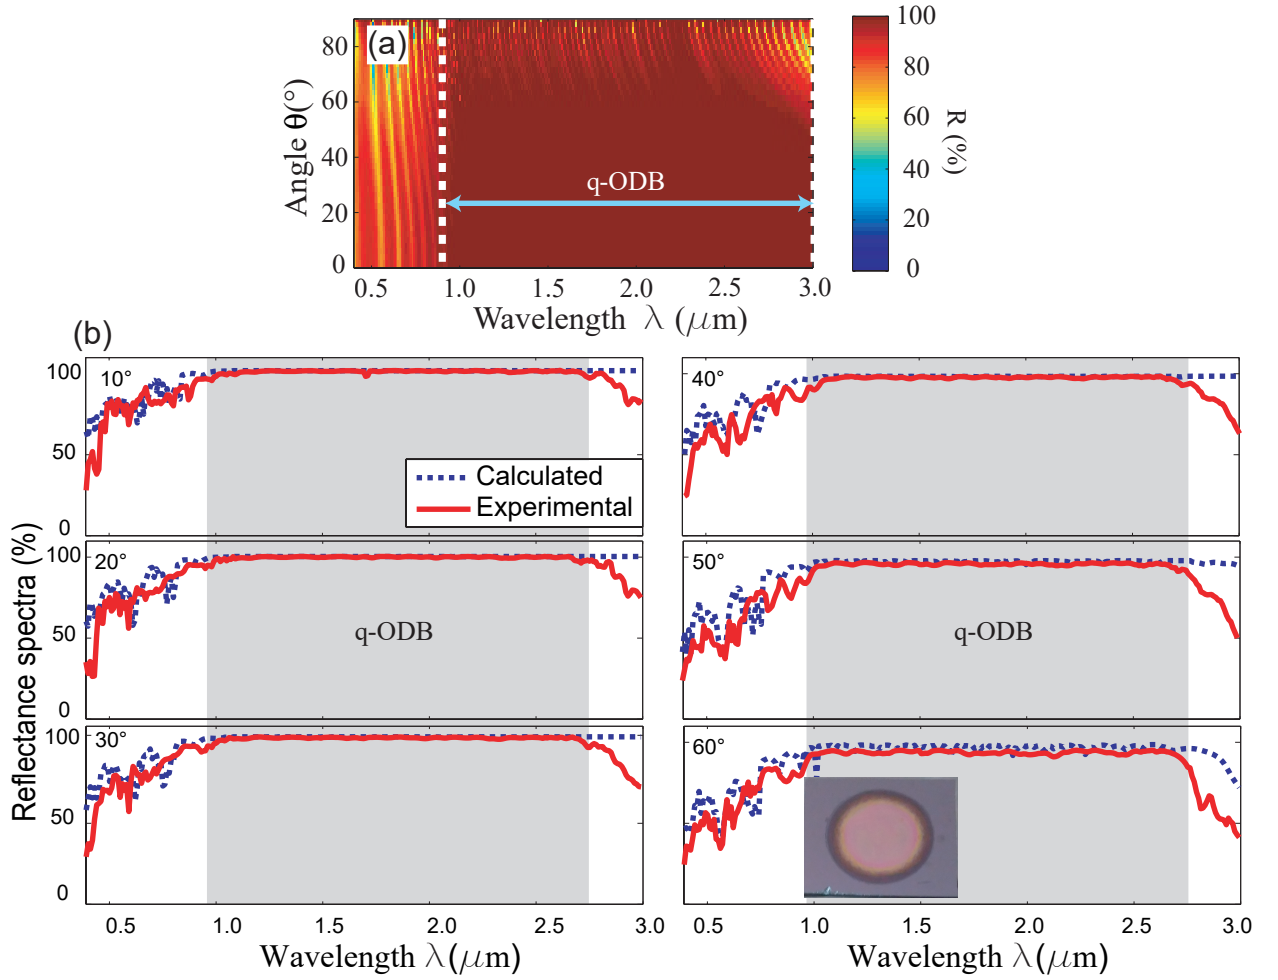 (a)
80
60
40
20
0
Angle θ(°)
q-ODB
0.5 1.0 1.5 2.0 2.5 3.0
Wavelength λ (μm)
100
80
60
40
20
0
R (%)
(b)
Reflectance spectra (%)
100
50
0
10°
Calculated
Experimental
40°
100
50
0
20°
q-ODB
50°
q-ODB
100
50
0
30°
60°
0.5 1.0 1.5 2.0 2.5 3.0
0.5 1.0 1.5 2.0 2.5 3.0
Wavelength λ(μm)
Wavelength λ(μm)